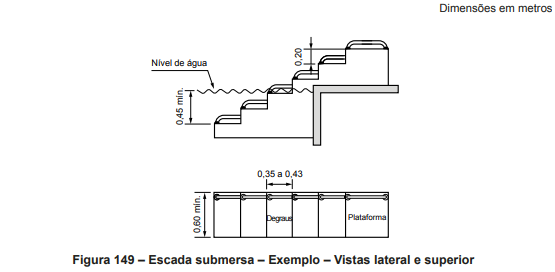 Dimensões em metros
Nível de água
0,20
0,45 mín.
0,35 a 0,43
0,60 mín.
Degraus
Plataforma
Figura 149 – Escada submersa – Exemplo – Vistas lateral e superior